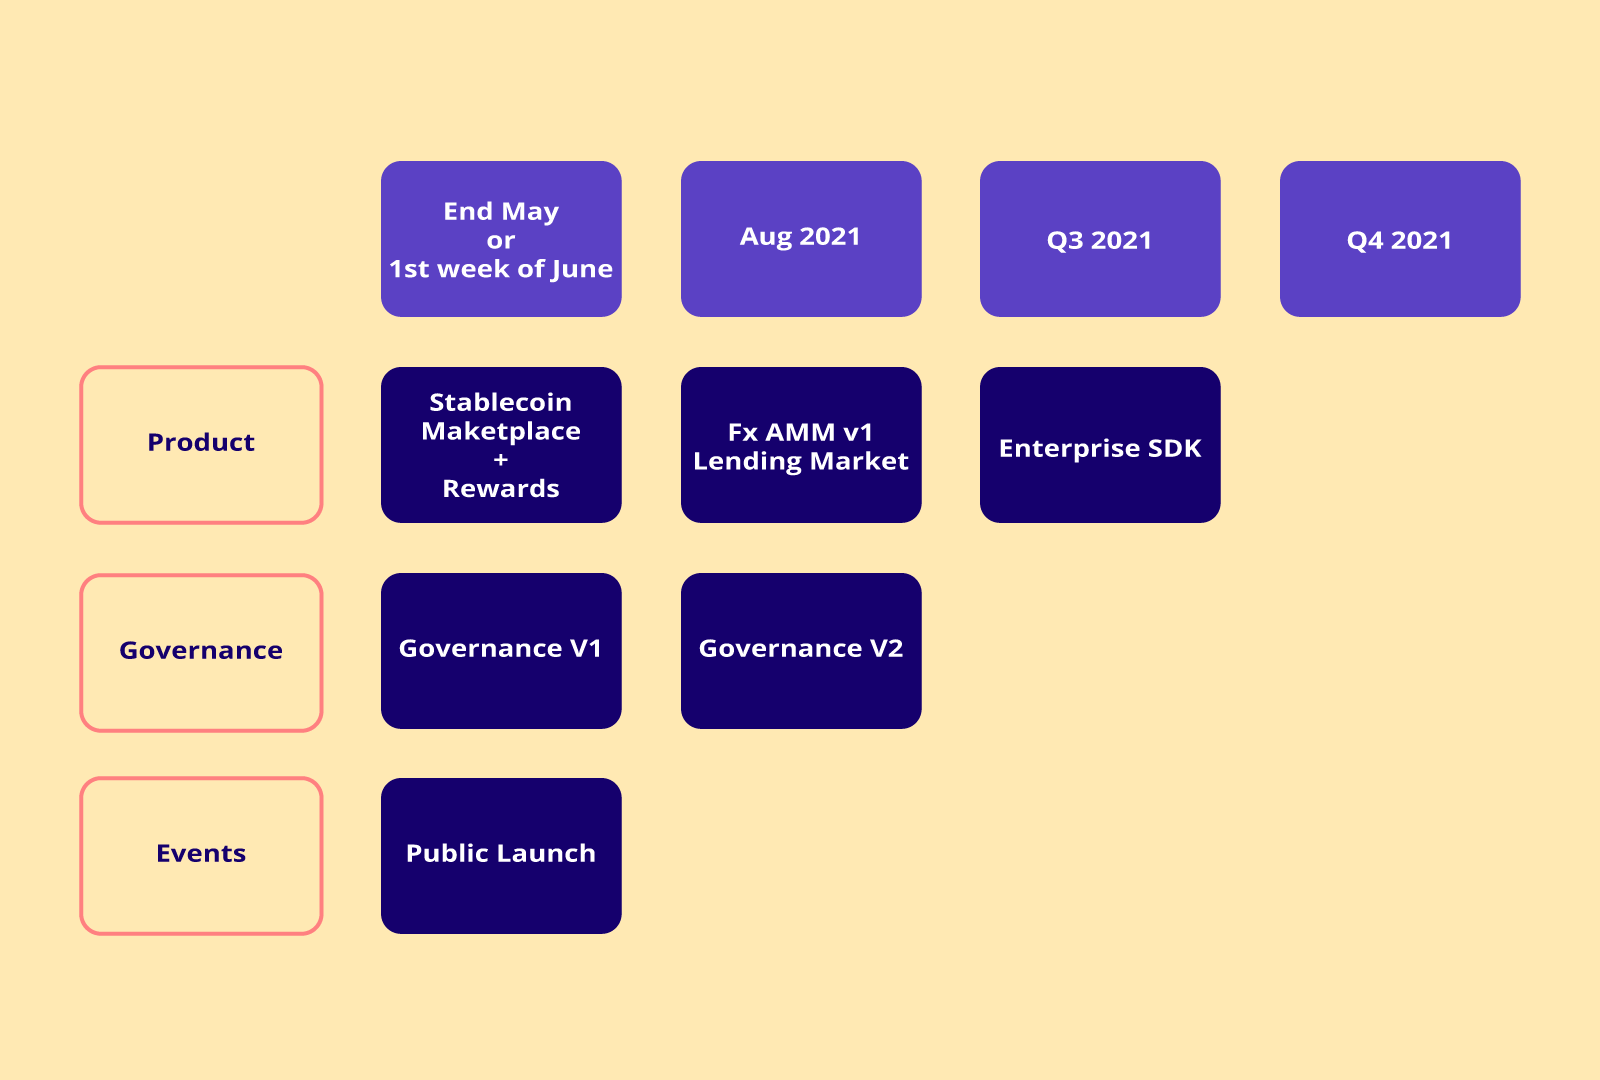 End May
or
1st week of June
Aug 2021
Q3 2021
Q4 2021
Product
Stablecoin
Maketplace
+
Rewards
Fx AMM v1
Lending Market
Enterprise SDK
Governance
Governance V1
Governance V2
Events
Public Launch